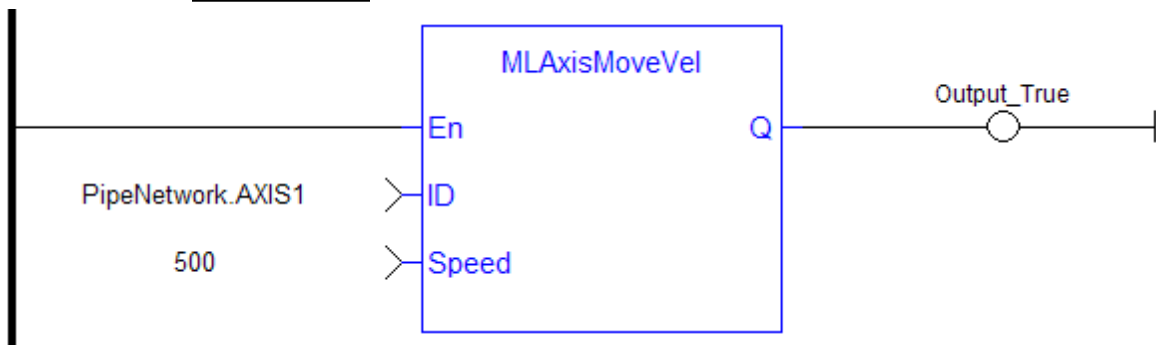 MLAxisMoveVel
Output_True
En
Q
PipeNetwork.AXIS1
ID
500
Speed